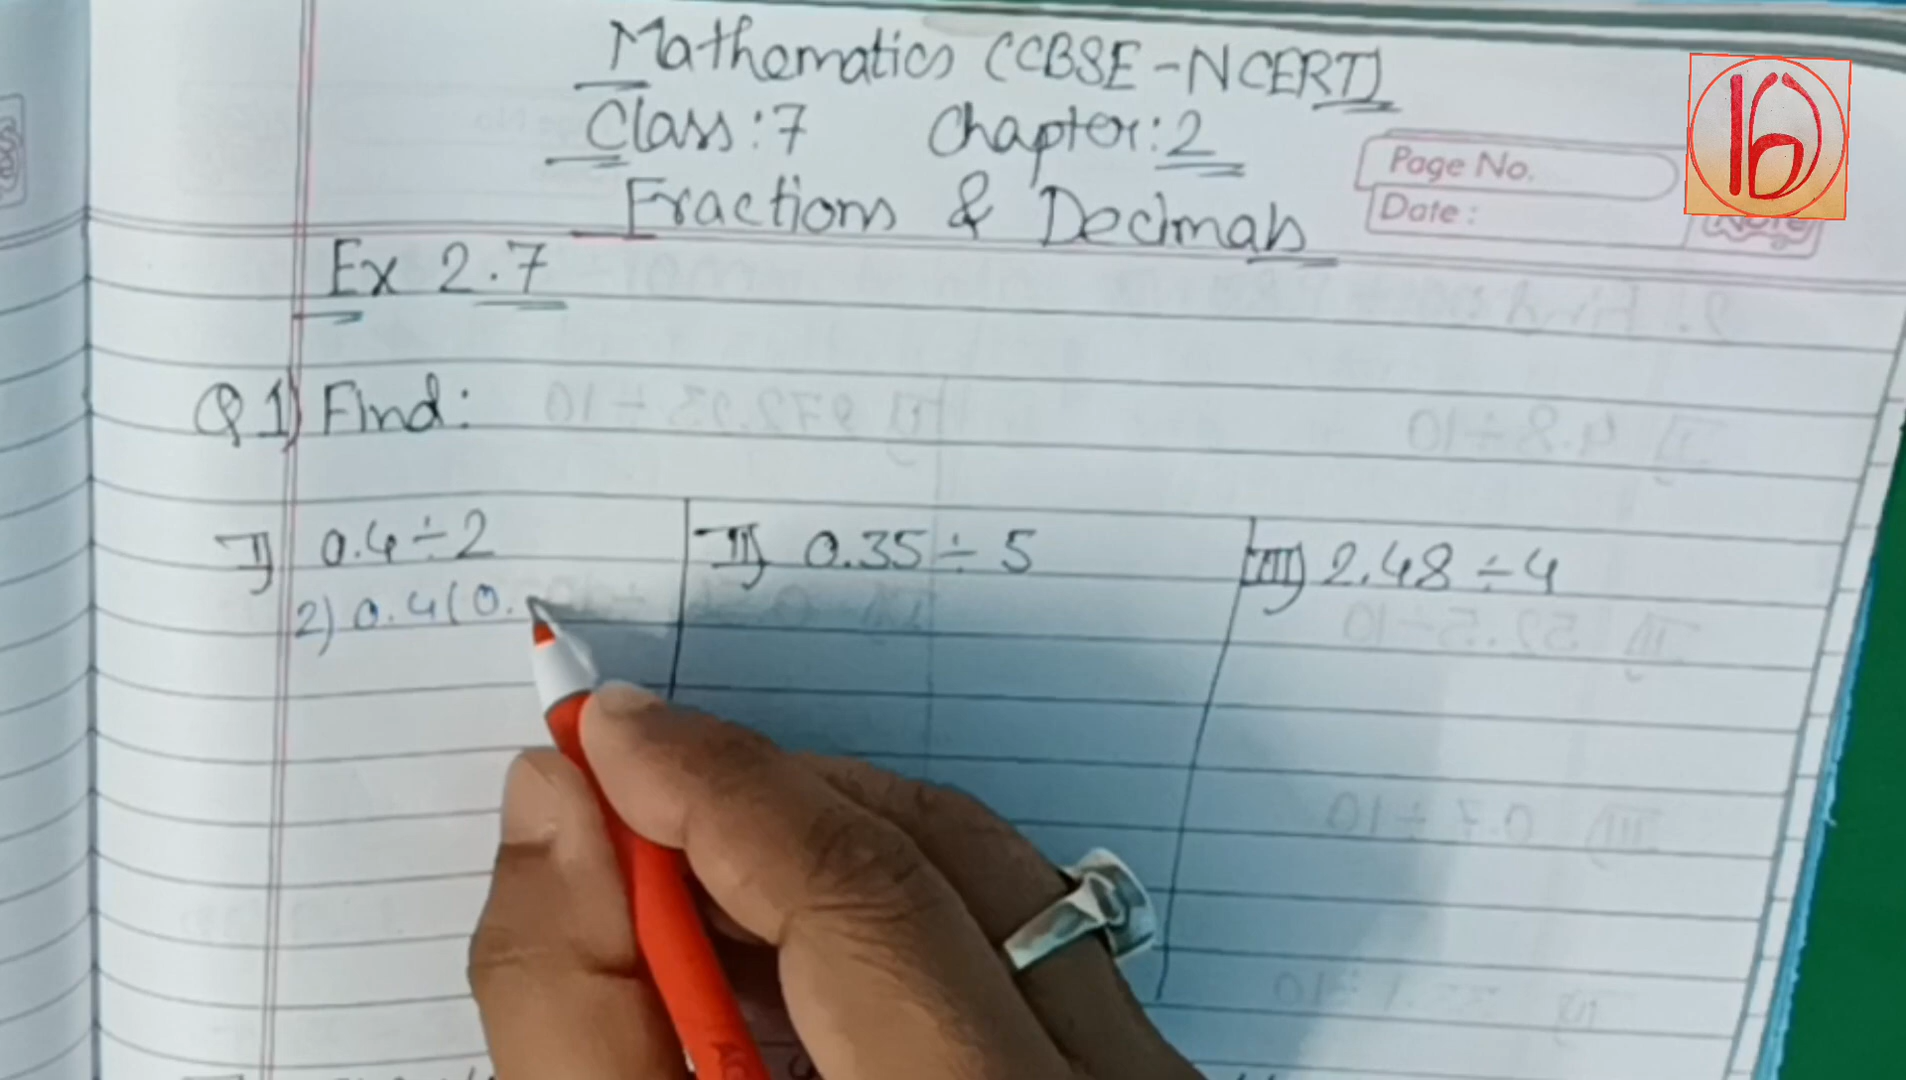 Mathematics (CBSE-NCERT)
Class:7 Chapter:2
Page No.
Fractions & Decimals
Date:
Ex 2.7
Q1) Find:
I) 0.4÷2 II) 0.35÷5 III) 2.48÷4
2) 0.4(0.